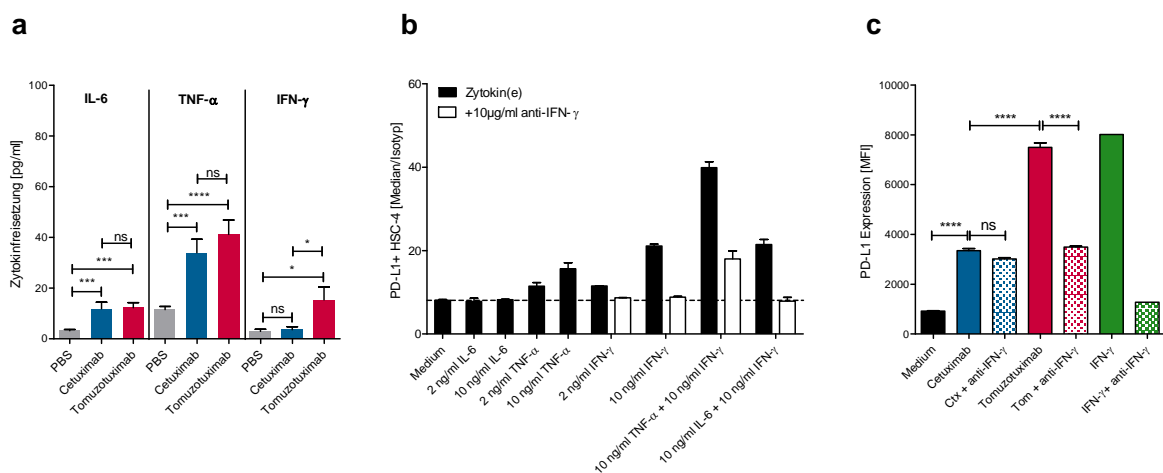 a
b
c
Zytokinfreisetzung [pg/ml]
100
80
60
40
20
0
IL-6
TNF-α
IFN-γ
***
***
ns
***
****
ns
ns
*
*
PBS
Cetuximab
Tomuzotuximab
PBS
Cetuximab
Tomuzotuximab
PBS
Cetuximab
Tomuzotuximab
PD-L1+ HSC-4 [Median/Isotyp]
60
40
20
0
Zytokin(e)
+10µg/ml anti-IFN-γ
Medium
2 ng/ml IL-6
10 ng/ml IL-6
2 ng/ml TNF-α
10 ng/ml TNF-α
2 ng/ml IFN-γ
10 ng/ml IFN-γ
10 ng/ml TNF-α + 10 ng/ml IFN-γ
10 ng/ml IL-6 + 10 ng/ml IFN-γ
PD-L1 Expression [MFI]
10000
8000
6000
4000
2000
0
****
ns
****
****
Medium
Cetuximab
Ctx + anti-IFN-γ
Tomuzotuximab
Tom + anti-IFN-γ
IFN-γ
IFN-γ+ anti-IFN-γ